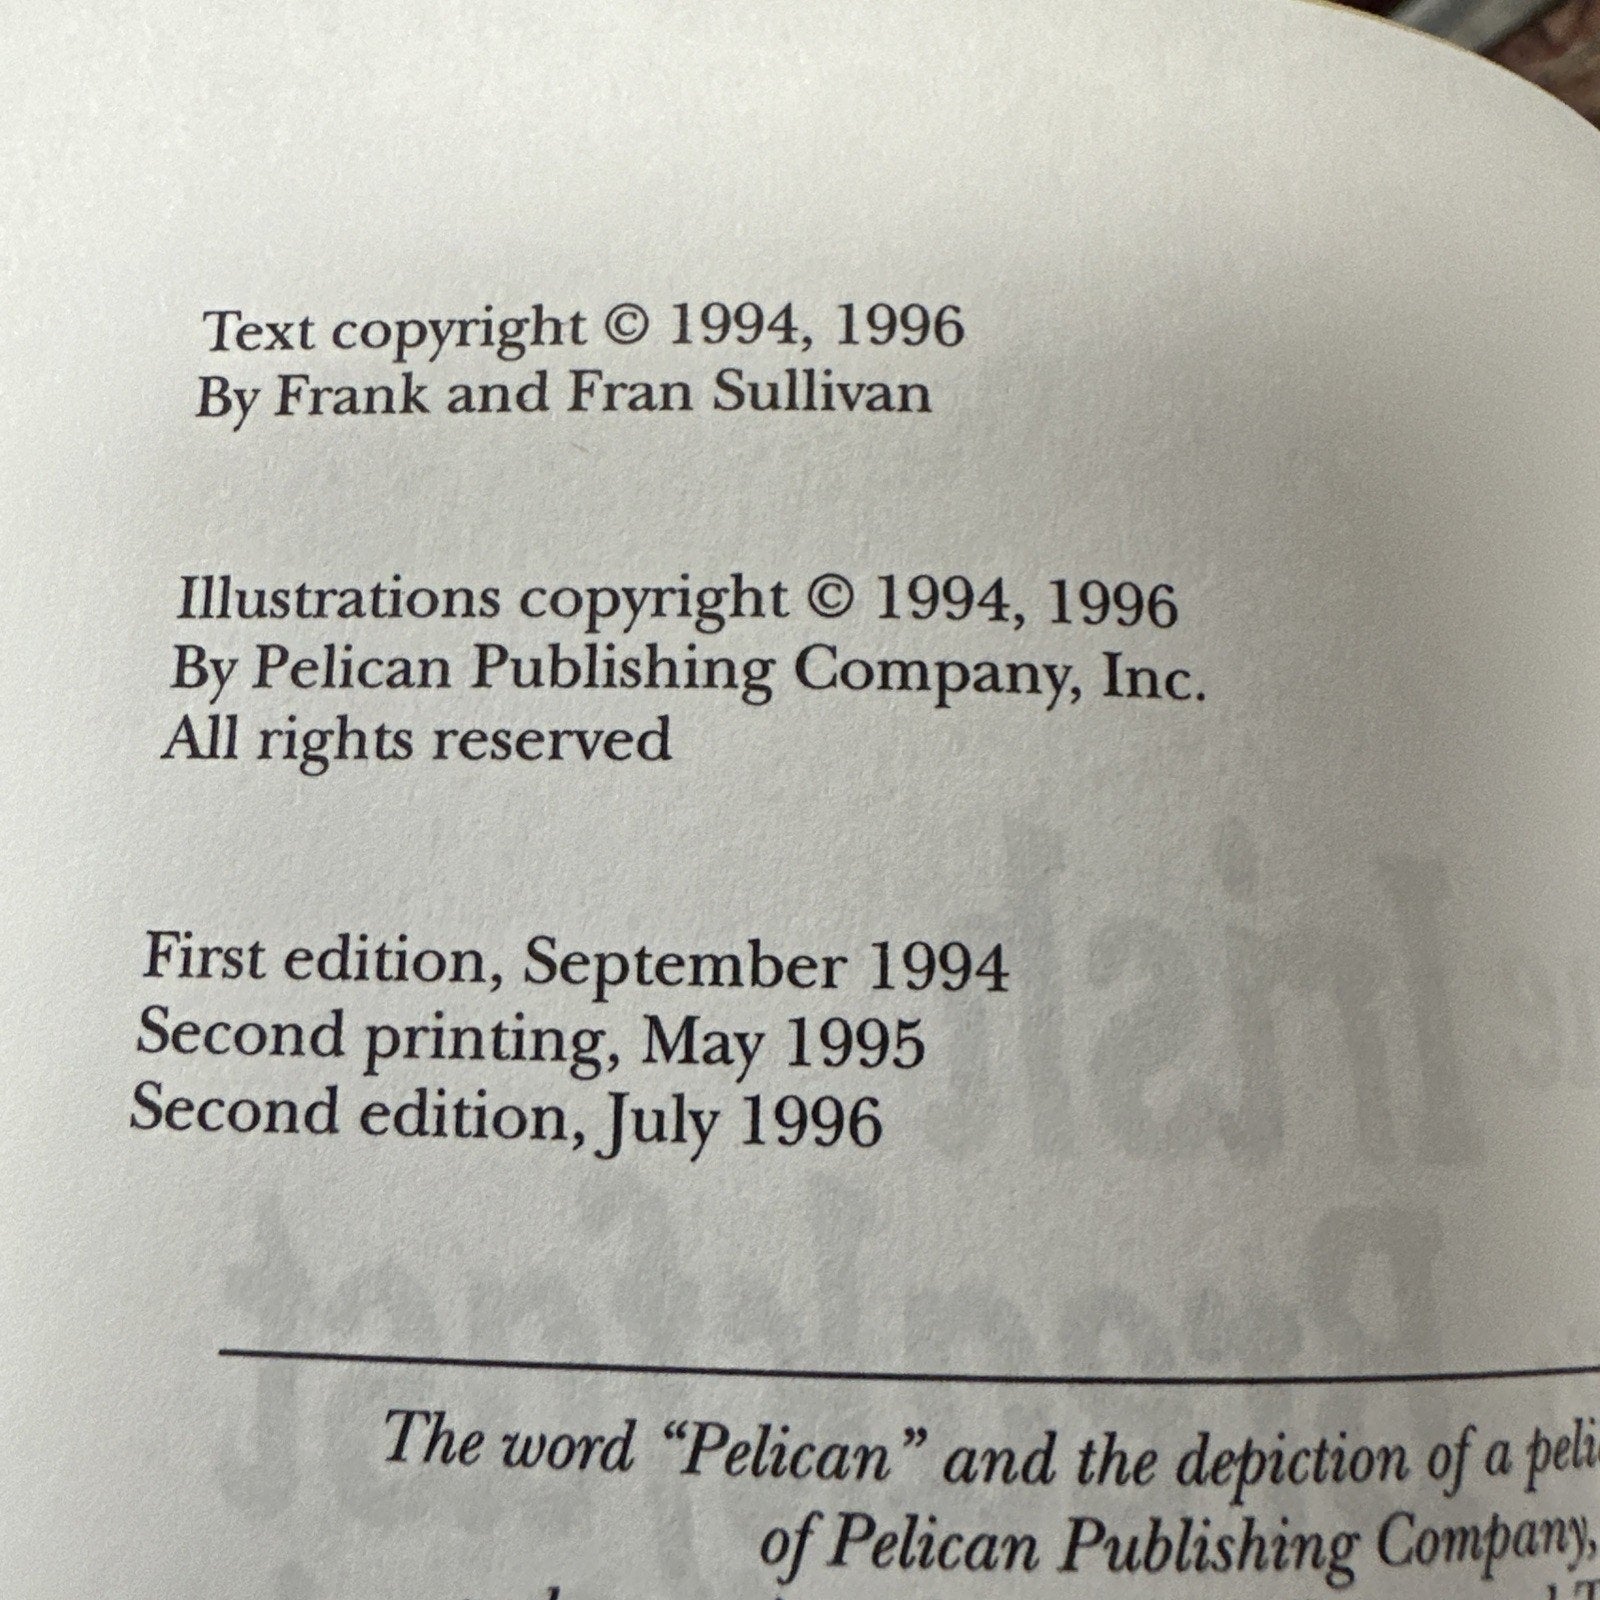 Text copyright © 1994, 1996
By Frank and Fran Sullivan
Illustrations copyright © 1994, 1996
By Pelican Publishing Company, Inc.
All rights reserved
First edition, September 1994
Second printing, May 1995
Second edition, July 1996
The word “Pelican” and the depiction of a
of Pelican Publishing Company,